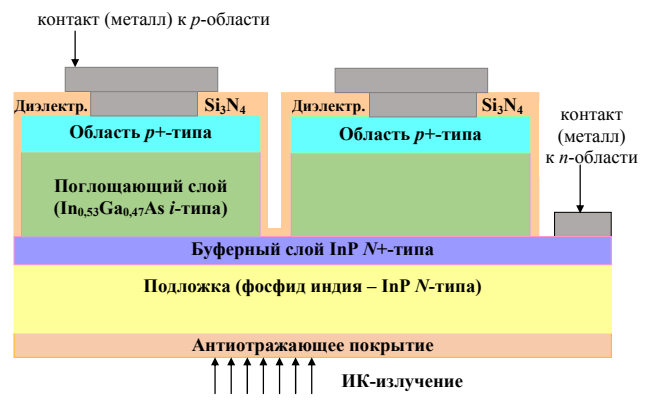 контакт (металл) к p-области
Диэлектр.
Si₃N₄
Диэлектр.
Si₃N₄
контакт
(металл)
к n-области
Область p+-типа
Область p+-типа
Поглощающий слой
(In₀,₅₃Ga₀,₄₇As i-типа)
Буферный слой InP N+-типа
Подложка (фосфид индия – InP N-типа)
Антиотражающее покрытие
ИК-излучение